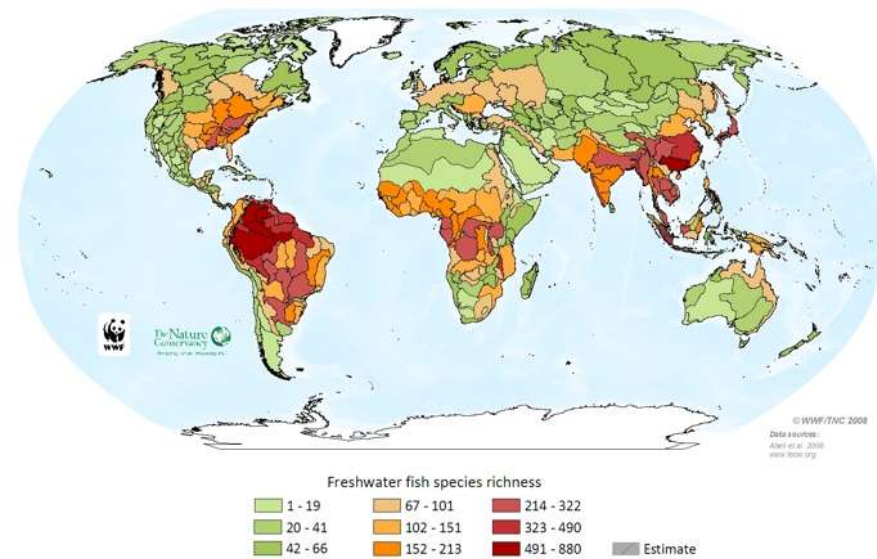 WWF
The Nature
Conservancy
© WWF/TNC 2008
Data sources:
Abell et al. 2008
www.feow.org
Freshwater fish species richness
1 - 19
67 - 101
214 - 322
20 - 41
102 - 151
323 - 490
42 - 66
152 - 213
491 - 880
Estimate